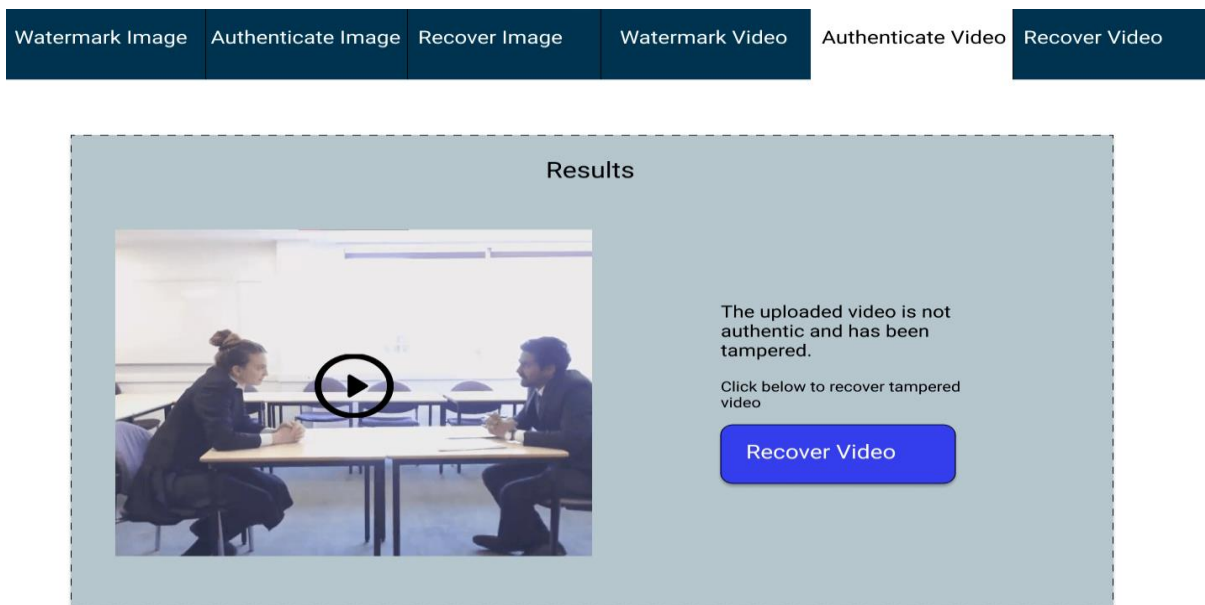 Watermark Image Authenticate Image Recover Image Watermark Video Authenticate Video Recover Video
Results
The uploaded video is not
authentic and has been
tampered.
Click below to recover tampered
video
Recover Video